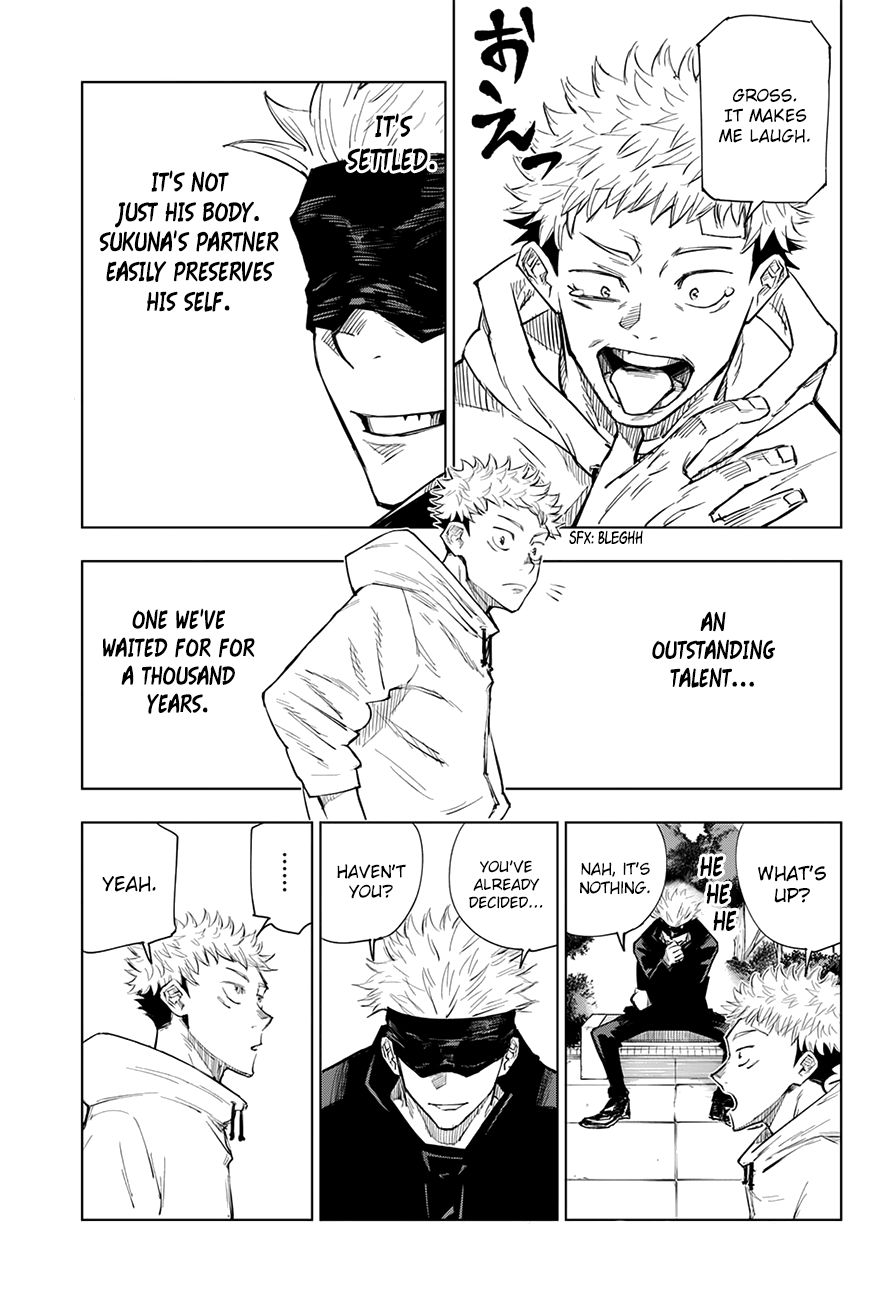 GROSS.
IT MAKES
ME LAUGH.
おえっ
SFX: BLEGHH
IT'S
SETTLED.
IT'S NOT
JUST HIS BODY.
SUKUNA'S PARTNER
EASILY PRESERVES
HIS SELF.
AN
OUTSTANDING
TALENT...
ONE WE'VE
WAITED FOR FOR
A THOUSAND
YEARS.
WHAT'S
UP?
HE
HE
HE
NAH, IT'S
NOTHING.
YOU'VE
ALREADY
DECIDED...
HAVEN'T
YOU?
......
YEAH.